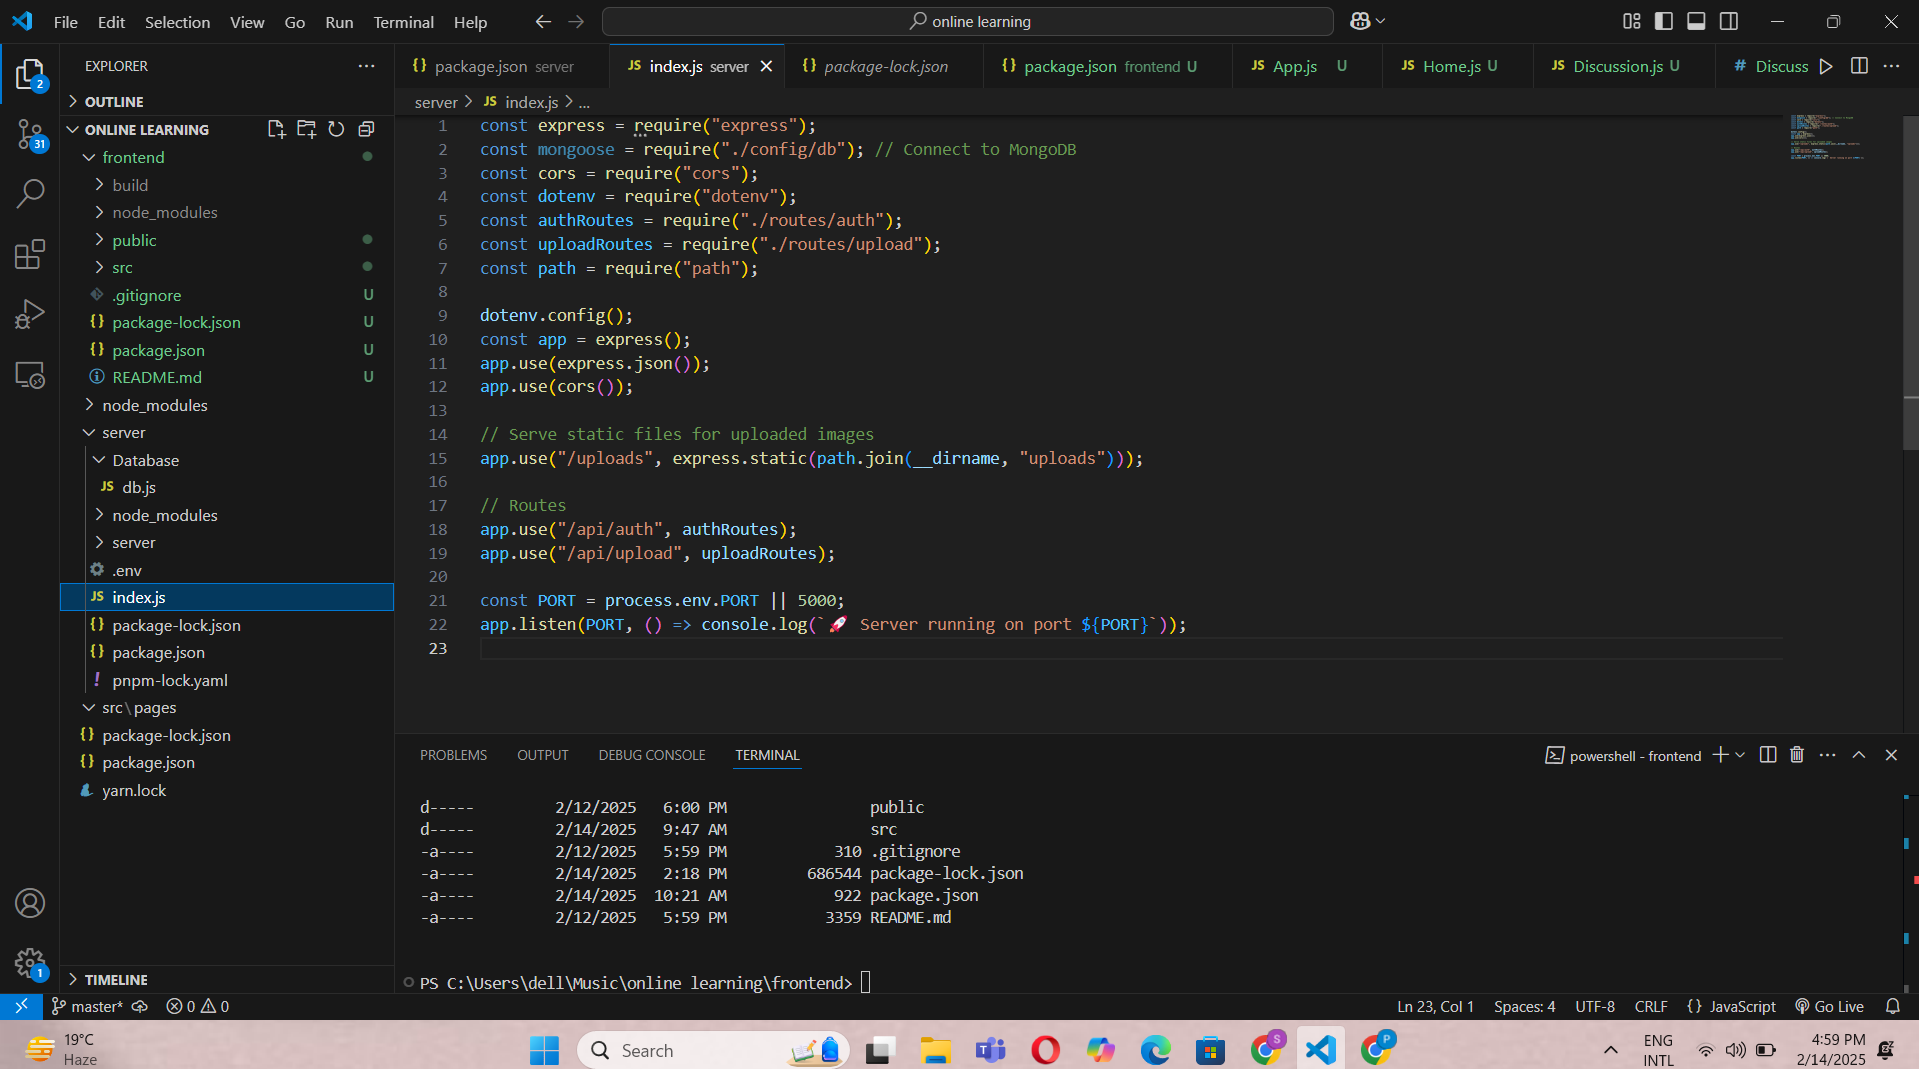 File Edit Selection View Go Run Terminal Help
online learning
EXPLORER
OUTLINE
ONLINE LEARNING
frontend
build
node_modules
public
src
.gitignore U
package-lock.json U
package.json U
README.md U
node_modules
server
Database
JS db.js
node_modules
server
.env
JS index.js
package-lock.json
package.json
pnpm-lock.yaml
src\pages
package-lock.json
package.json
yarn.lock
TIMELINE
2
31
1
package.json server
JS index.js server
package-lock.json
package.json frontend U
JS App.js U
JS Home.js U
JS Discussion.js U
# Discuss
server > JS index.js > ...
1 const express = require("express");
2 const mongoose = require("./config/db"); // Connect to MongoDB
3 const cors = require("cors");
4 const dotenv = require("dotenv");
5 const authRoutes = require("./routes/auth");
6 const uploadRoutes = require("./routes/upload");
7 const path = require("path");
8
9 dotenv.config();
10 const app = express();
11 app.use(express.json());
12 app.use(cors());
13
14 // Serve static files for uploaded images
15 app.use("/uploads", express.static(path.join(__dirname, "uploads")));
16
17 // Routes
18 app.use("/api/auth", authRoutes);
19 app.use("/api/upload", uploadRoutes);
20
21 const PORT = process.env.PORT || 5000;
22 app.listen(PORT, () => console.log(`🚀 Server running on port ${PORT}`));
23
PROBLEMS OUTPUT DEBUG CONSOLE TERMINAL
powershell - frontend
d----- 2/12/2025 6:00 PM public
d----- 2/14/2025 9:47 AM src
-a---- 2/12/2025 5:59 PM 310 .gitignore
-a---- 2/14/2025 2:18 PM 686544 package-lock.json
-a---- 2/14/2025 10:21 AM 922 package.json
-a---- 2/12/2025 5:59 PM 3359 README.md
PS C:\Users\dell\Music\online learning\frontend>
master* 0 0
Ln 23, Col 1 Spaces: 4 UTF-8 CRLF {} JavaScript Go Live
19°C
Haze
Search
S
P
ENG
INTL
4:59 PM
2/14/2025